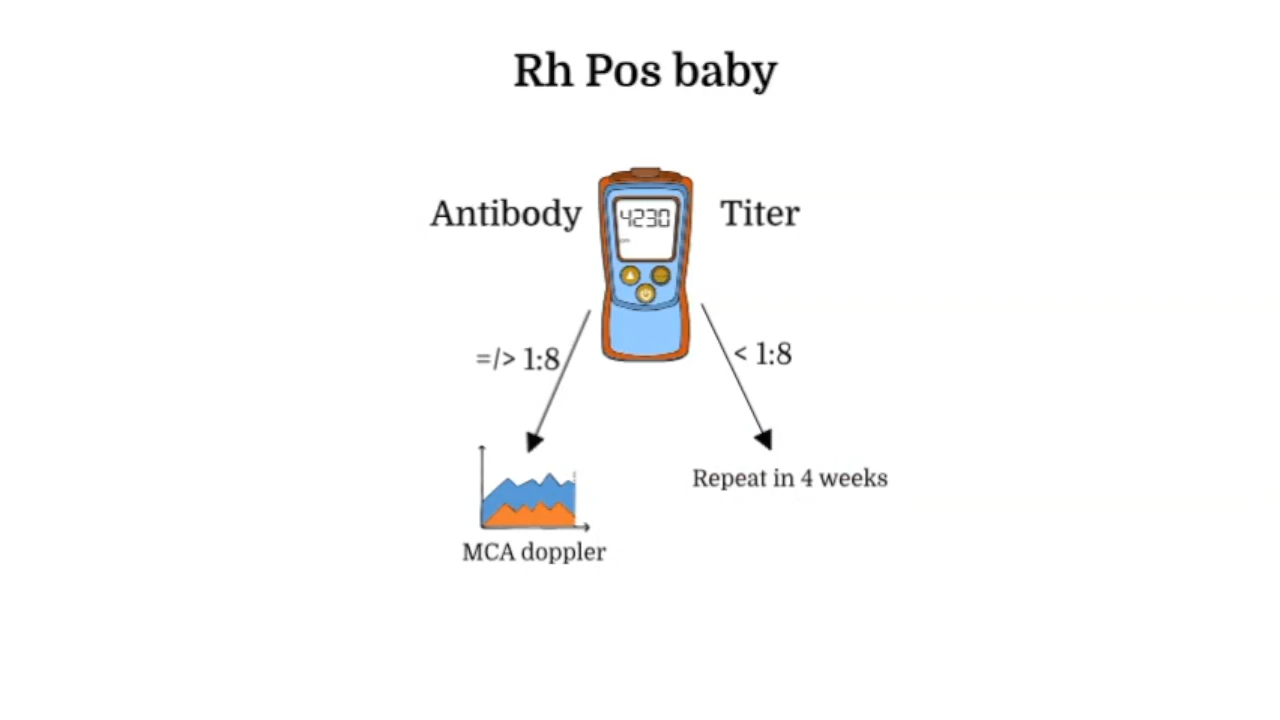 Rh Pos baby
Antibody
4230
Titer
=/> 1:8
< 1:8
Repeat in 4 weeks
MCA doppler